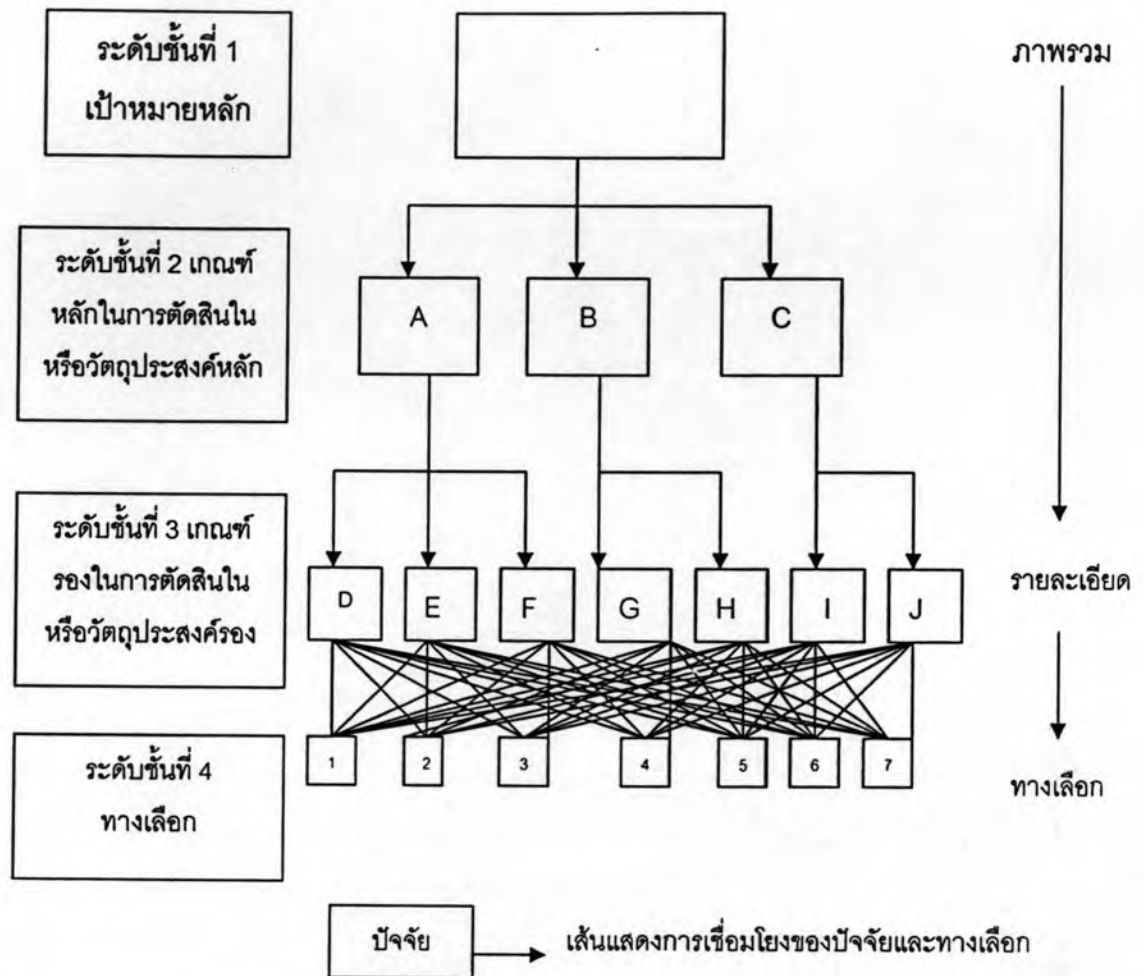 ระดับชั้นที่ 1
เป้าหมายหลัก
ภาพรวม
ระดับชั้นที่ 2 เกณฑ์
หลักในการตัดสินใน
หรือวัตถุประสงค์หลัก
A
B
C
ระดับชั้นที่ 3 เกณฑ์
รองในการตัดสินใน
หรือวัตถุประสงค์รอง
D
E
F
G
H
I
J
รายละเอียด
ระดับชั้นที่ 4
ทางเลือก
1
2
3
4
5
6
7
ทางเลือก
ปัจจัย
เส้นแสดงการเชื่อมโยงของปัจจัยและทางเลือก